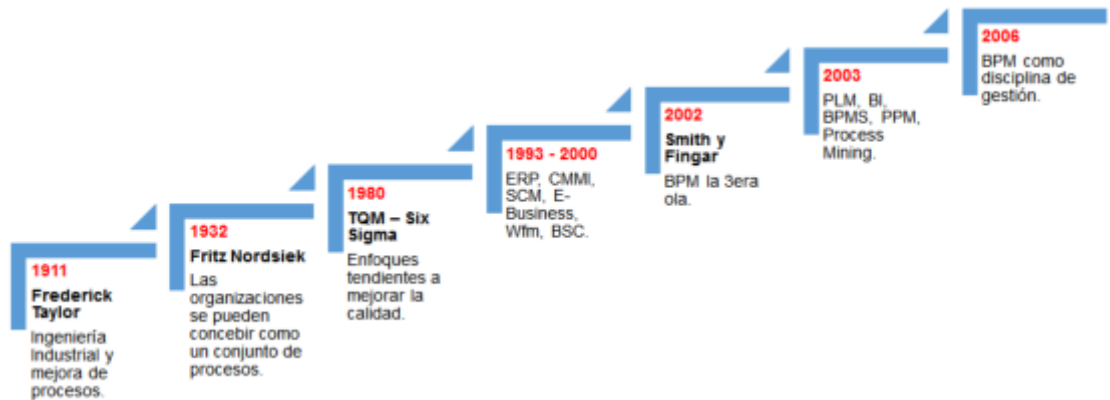 1911
Frederick
Taylor
Ingeniería
Industrial y
mejora de
procesos.
1932
Fritz Nordsiek
Las
organizaciones
se pueden
concebir como
un conjunto de
procesos.
1980
TQM – Six
Sigma
Enfoques
tendientes a
mejorar la
calidad.
1993 - 2000
ERP, CMMI,
SCM, E-
Business,
Wfm, BSC.
2002
Smith y
Fingar
BPM la 3era
ola.
2003
PLM, BI,
BPMS, PPM,
Process
Mining.
2006
BPM como
disciplina de
gestión.